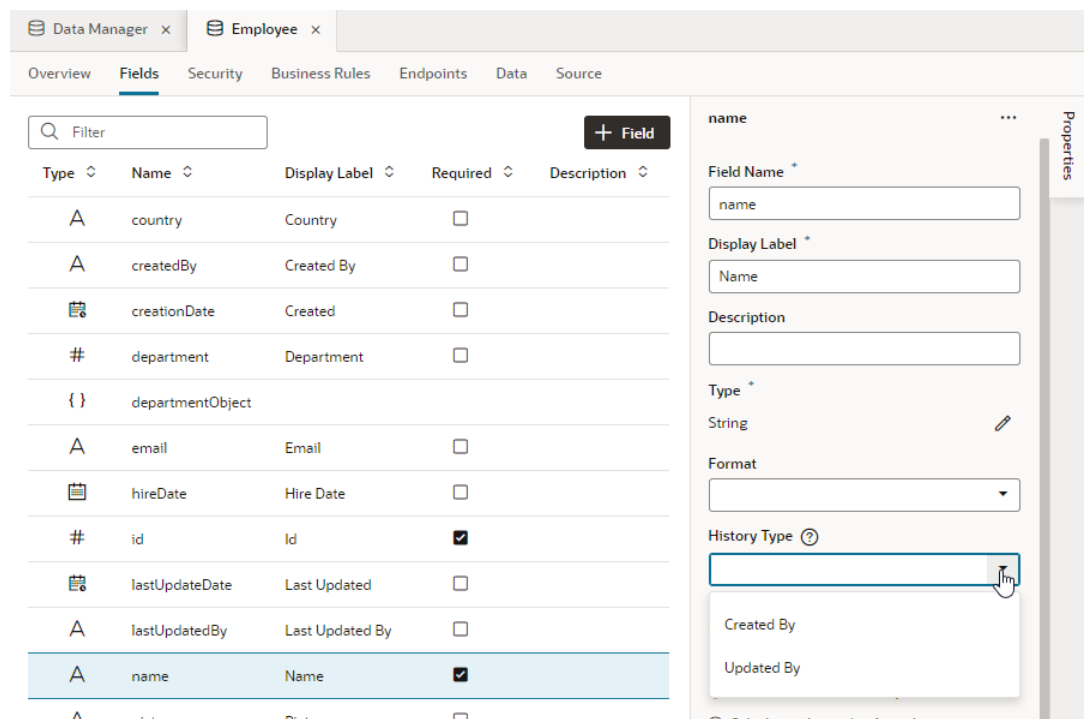 Data Manager × Employee ×
Overview Fields Security Business Rules Endpoints Data Source
Filter
+ Field
Type Name Display Label Required Description
A country Country
A createdBy Created By
creationDate Created
# department Department
{ } departmentObject
A email Email
hireDate Hire Date
# id Id
lastUpdateDate Last Updated
A lastUpdatedBy Last Updated By
A name Name
name ...
Properties
Field Name *
name
Display Label *
Name
Description
Type *
String
Format
History Type ?
Created By
Updated By